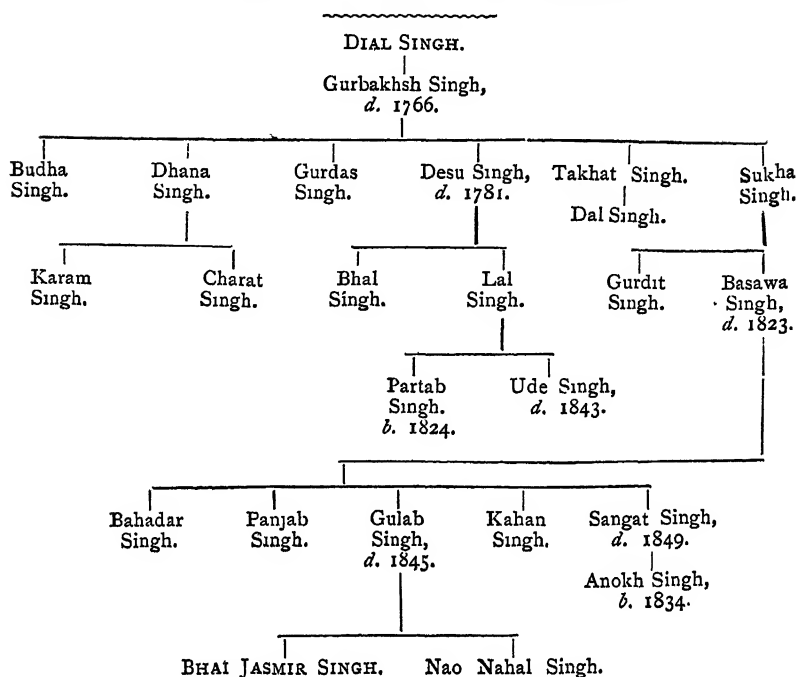 DIAL SINGH.
Gurbakhsh Singh,
d. 1766.
Budha
Singh.
Dhana
Singh.
Gurdas
Singh.
Desu Singh,
d. 1781.
Takhat Singh.
Dal Singh.
Sukha
Singh.
Karam
Singh.
Charat
Singh.
Bhal
Singh.
Lal
Singh.
Gurdit
Singh.
Basawa
Singh,
d. 1823.
Partab
Singh.
b. 1824.
Ude Singh,
d. 1843.
Bahadar
Singh.
Panjab
Singh.
Gulab
Singh,
d. 1845.
Kahan
Singh.
Sangat Singh,
d. 1849.
Anokh Singh,
b. 1834.
BHAI JASMIR SINGH.
Nao Nahal Singh.